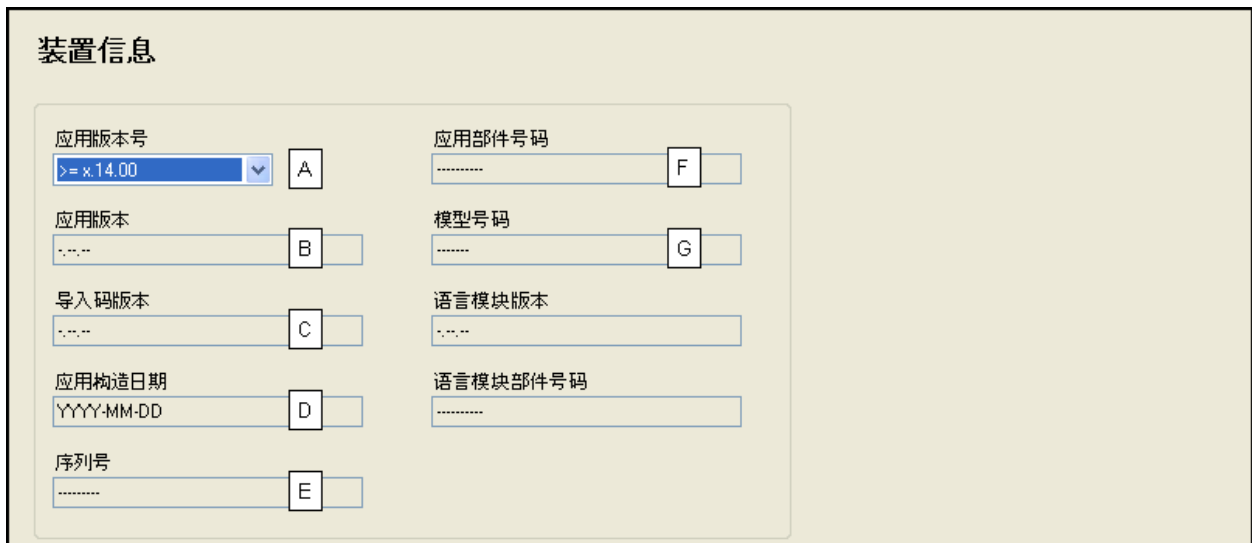 装置信息
应用版本号
>= x.14.00
A
应用版本
-.--.--
B
导入码版本
-.--.--
C
应用构造日期
YYYY-MM-DD
D
序列号
---------
E
应用部件号码
----------
F
模型号码
-------
G
语言模块版本
-.--.--
语言模块部件号码
----------